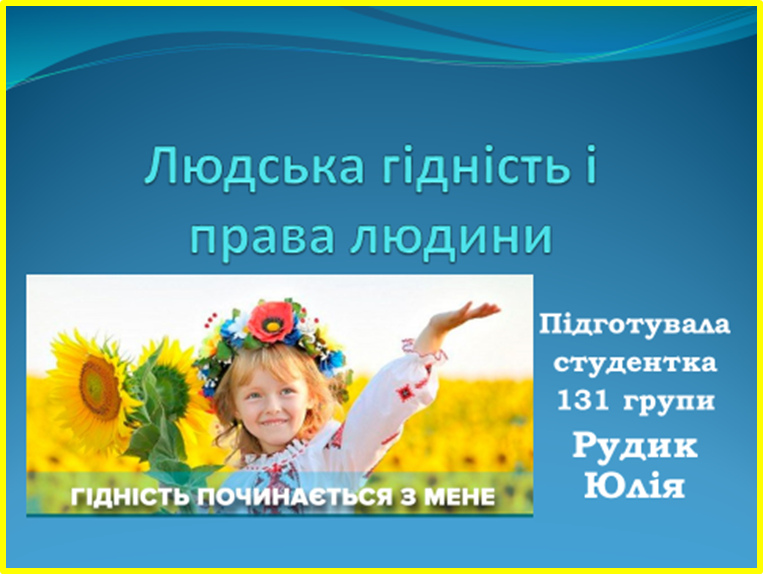 Людська гідність і
права людини
ГІДНІСТЬ ПОЧИНАЄТЬСЯ З МЕНЕ
Підготувала
студентка
131 групи
Рудик
Юлія